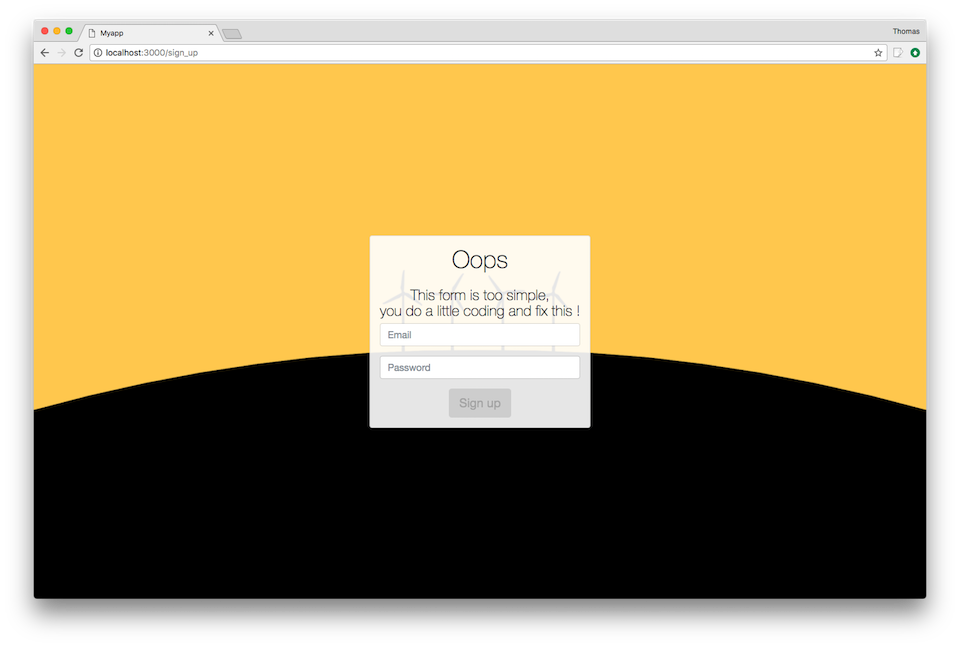 Myapp
Thomas
localhost:3000/sign_up
Oops
This form is too simple,
you do a little coding and fix this !
Email
Password
Sign up